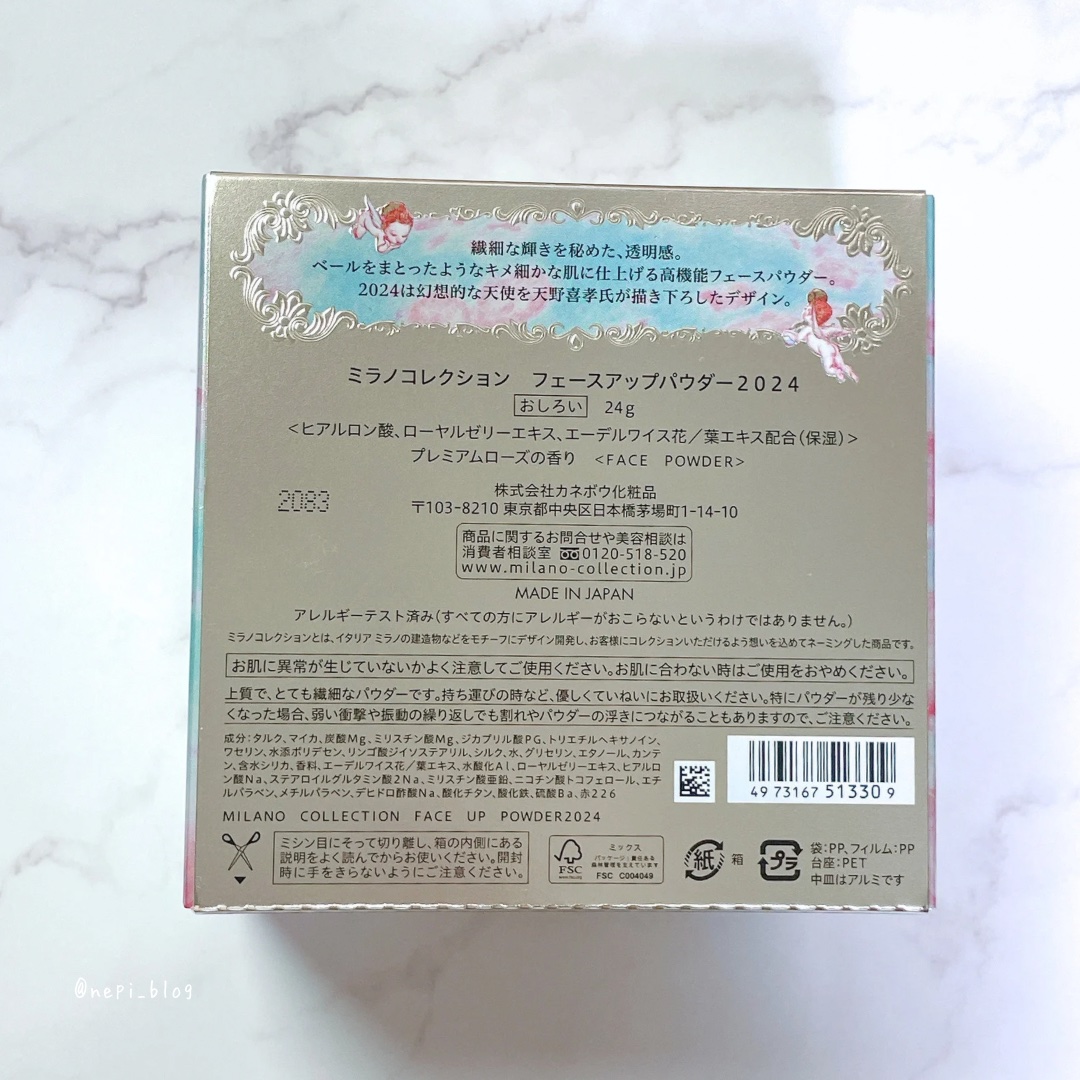 繊細な輝きを秘めた、透明感。
ベールをまとったようなキメ細かな肌に仕上げる高機能フェースパウダー。
2024は幻想的な天使を天野喜孝氏が描き下ろしたデザイン。
ミラノコレクション フェースアップパウダー2024
おしろい 24g
<ヒアルロン酸、ローヤルゼリーエキス、エーデルワイス花/葉エキス配合(保湿)>
プレミアムローズの香り <FACE POWDER>
2083
株式会社カネボウ化粧品
〒103-8210 東京都中央区日本橋茅場町1-14-10
商品に関するお問合せや美容相談は
消費者相談室 0120-518-520
www.milano-collection.jp
MADE IN JAPAN
アレルギーテスト済み(すべての方にアレルギーがおこらないというわけではありません。)
ミラノコレクションとは、イタリア ミラノの建造物などをモチーフにデザイン開発し、お客様にコレクションいただけるよう想いを込めてネーミングした商品です。
お肌に異常が生じていないかよく注意してご使用ください。お肌に合わない時はご使用をおやめください。
上質で、とても繊細なパウダーです。持ち運びの時など、優しくていねいにお取扱いください。特にパウダーが残り少な
くなった場合、弱い衝撃や振動の繰り返しでも割れやパウダーの浮きにつながることもありますので、ご注意ください。
成分:タルク、マイカ、炭酸Mg、ミリスチン酸Mg、ジカプリル酸PG、トリエチルヘキサノイン、
ワセリン、水添ポリデセン、リンゴ酸ジイソステアリル、シルク、水、グリセリン、エタノール、カンテ
ン、含水シリカ、香料、エーデルワイス花/葉エキス、水酸化Al、ローヤルゼリーエキス、ヒアルロ
ン酸Na、ステアロイルグルタミン酸2Na、ミリスチン酸亜鉛、ニコチン酸トコフェロール、エチ
ルパラベン、メチルパラベン、デヒドロ酢酸Na、酸化チタン、酸化鉄、硫酸Ba、赤226
4973167513309
MILANO COLLECTION FACE UP POWDER2024
ミシン目にそって切り離し、箱の内側にある
説明をよく読んでからお使いください。開封
時に手をきらないようにご注意ください。
FSC
ミックス
パッケージ:責任ある
森林管理を支えています
FSC C004049
紙 箱
プラ
袋:PP、フィルム:PP
台座:PET
中皿はアルミです
@nepi_blog